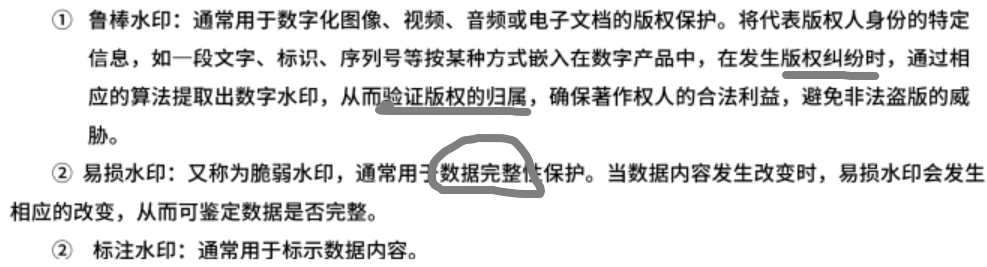 ① 鲁棒水印：通常用于数字化图像、视频、音频或电子文档的版权保护。将代表版权人身份的特定
信息，如一段文字、标识、序列号等按某种方式嵌入在数字产品中，在发生版权纠纷时，通过相
应的算法提取出数字水印，从而验证版权的归属，确保著作权人的合法利益，避免非法盗版的威
胁。
② 易损水印：又称为脆弱水印，通常用于数据完整性保护。当数据内容发生改变时，易损水印会发生
相应的改变，从而可鉴定数据是否完整。
② 标注水印：通常用于标示数据内容。